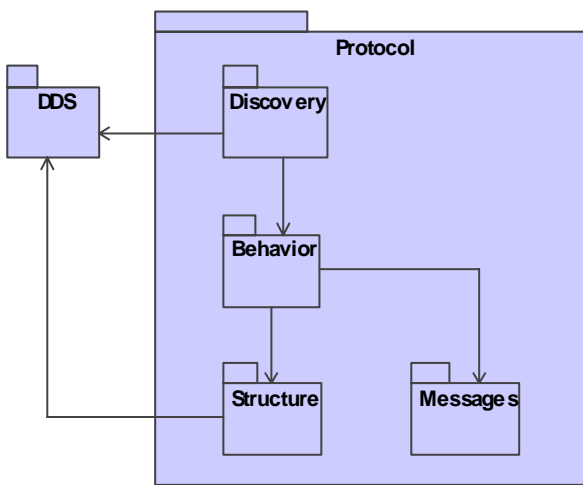 Protocol
DDS
Discovery
Behavior
Structure
Messages